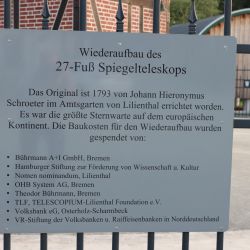 Wiederaufbau des
27-Fuß Spiegelteleskops
Das Original ist 1793 von Johann Hieronymus
Schroeter im Amtsgarten von Lilienthal errichtet worden.
Es war die größte Sternwarte auf dem europäischen
Kontinent. Die Baukosten für den Wiederaufbau wurden
gespendet von:
• Bührmann A+I GmbH, Bremen
• Hamburger Stiftung zur Förderung von Wissenschaft u. Kultur
• Nomen nominandum, Lilienthal
• OHB System AG, Bremen
• Theodor Bührmann, Bremen
• TLF, TELESCOPIUM-Lilienthal Foundation e.V.
• Volksbank eG, Osterholz-Scharmbeck
• VR-Stiftung der Volksbanken u. Raiffeisenbanken in Norddeutschland